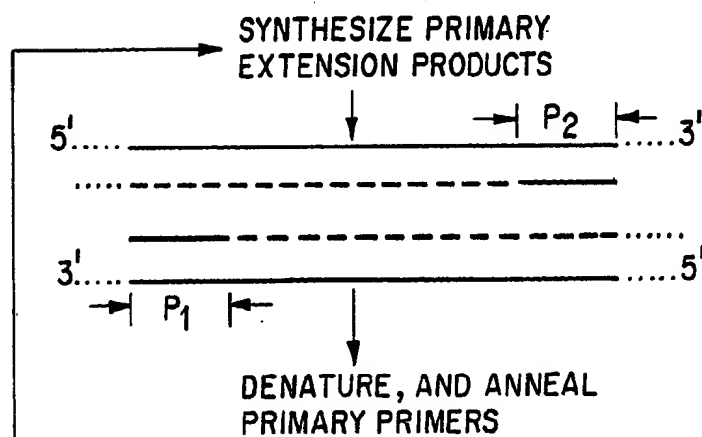 SYNTHESIZE PRIMARY
EXTENSION PRODUCTS
P2
5' 3'
3' 5'
P1
DENATURE, AND ANNEAL
PRIMARY PRIMERS